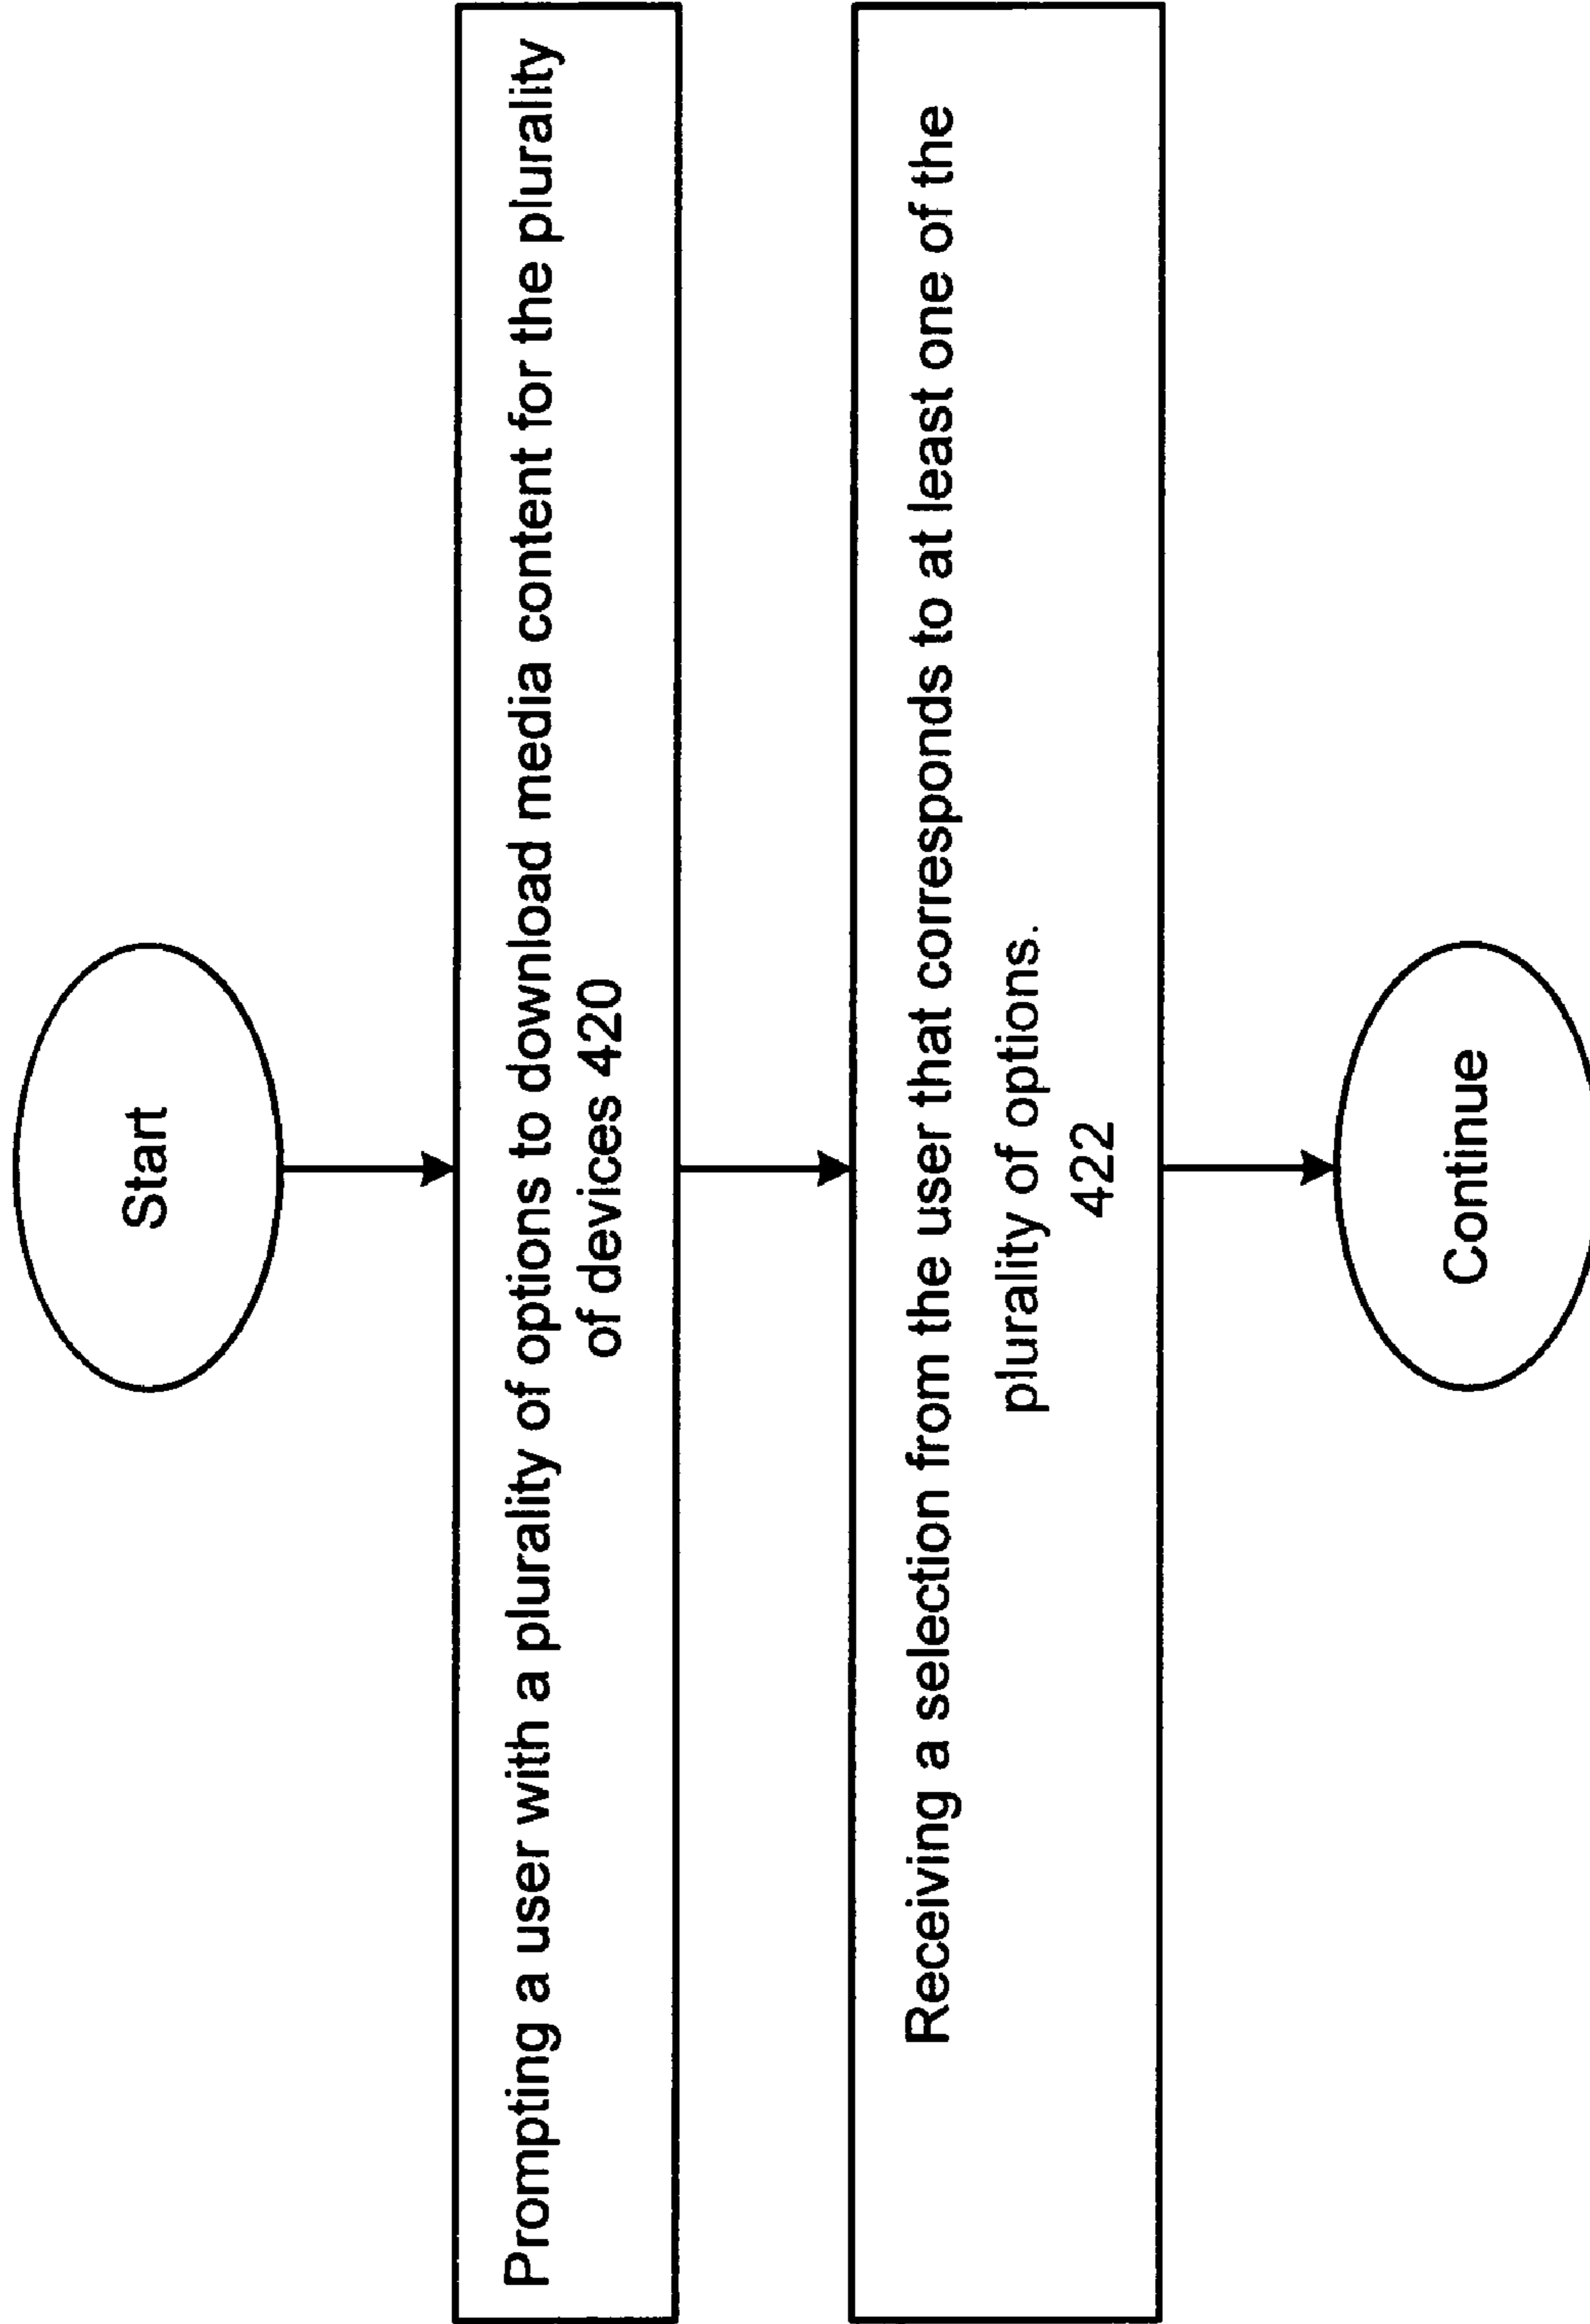 Start
Prompting a user with a plurality of options to download media content for the plurality
of devices 420
Receiving a selection from the user that corresponds to at least one of the
plurality of options.
422
Continue